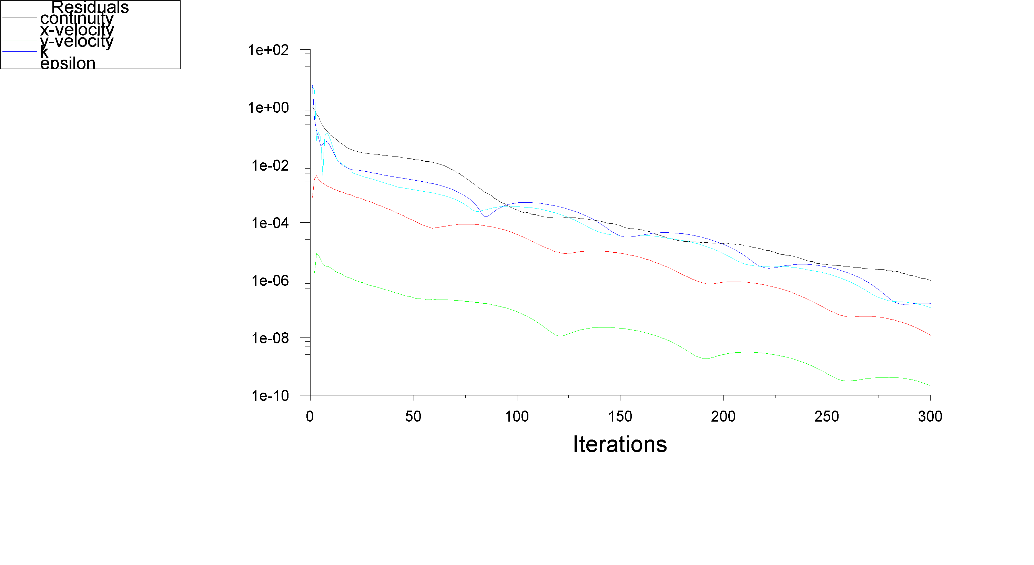 Residuals
continuity
x-velocity
y-velocity
k
epsilon
1e+02
1e+00
1e-02
1e-04
1e-06
1e-08
1e-10
0 50 100 150 200 250 300
Iterations